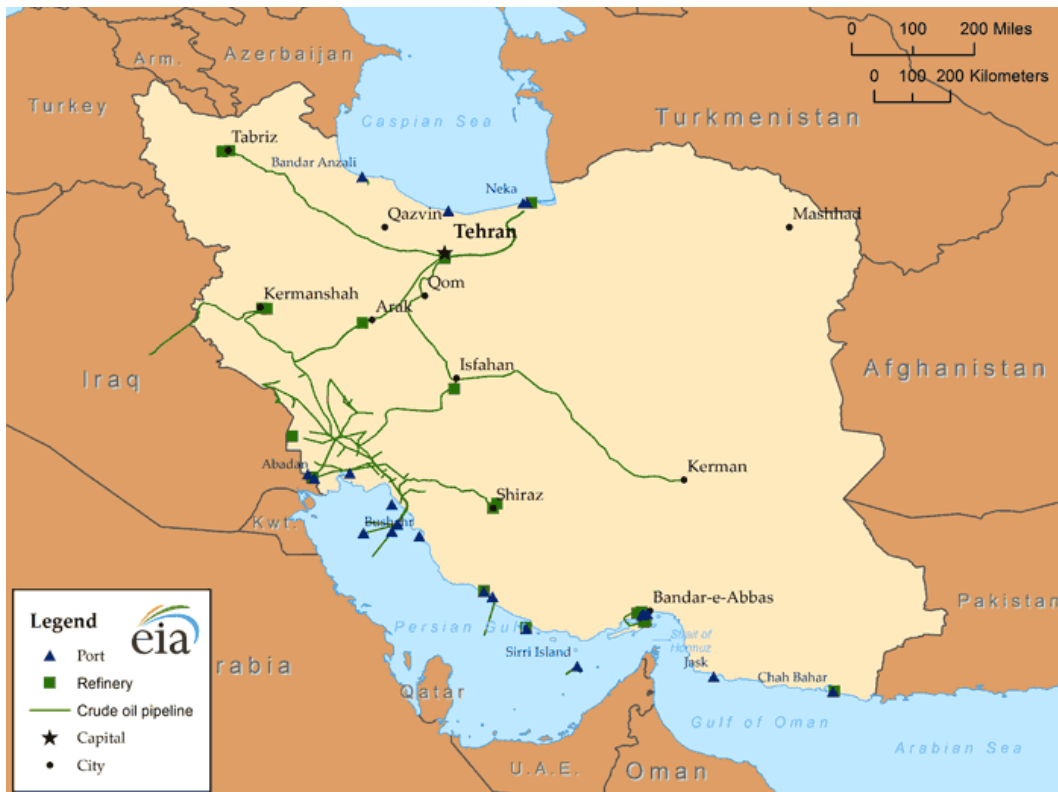 0 100 200 Miles
0 100 200 Kilometers
Azerbaijan
Arm.
Turkey
Caspian Sea
Turkmenistan
Tabriz
Bandar Anzali
Neka
Qazvin
Mashhad
Tehran
Qom
Kermanshah
Arak
Isfahan
Iraq
Afghanistan
Abadan
Kerman
Shiraz
Kwt.
Bushehr
Bandar-e-Abbas
Pakistan
Persian Gulf
Strait of
Hormuz
Sirri Island
Jask
Chah Bahar
rabia
Qatar
Gulf of Oman
Arabian Sea
U.A.E.
Oman
Legend
eia
Port
Refinery
Crude oil pipeline
Capital
City